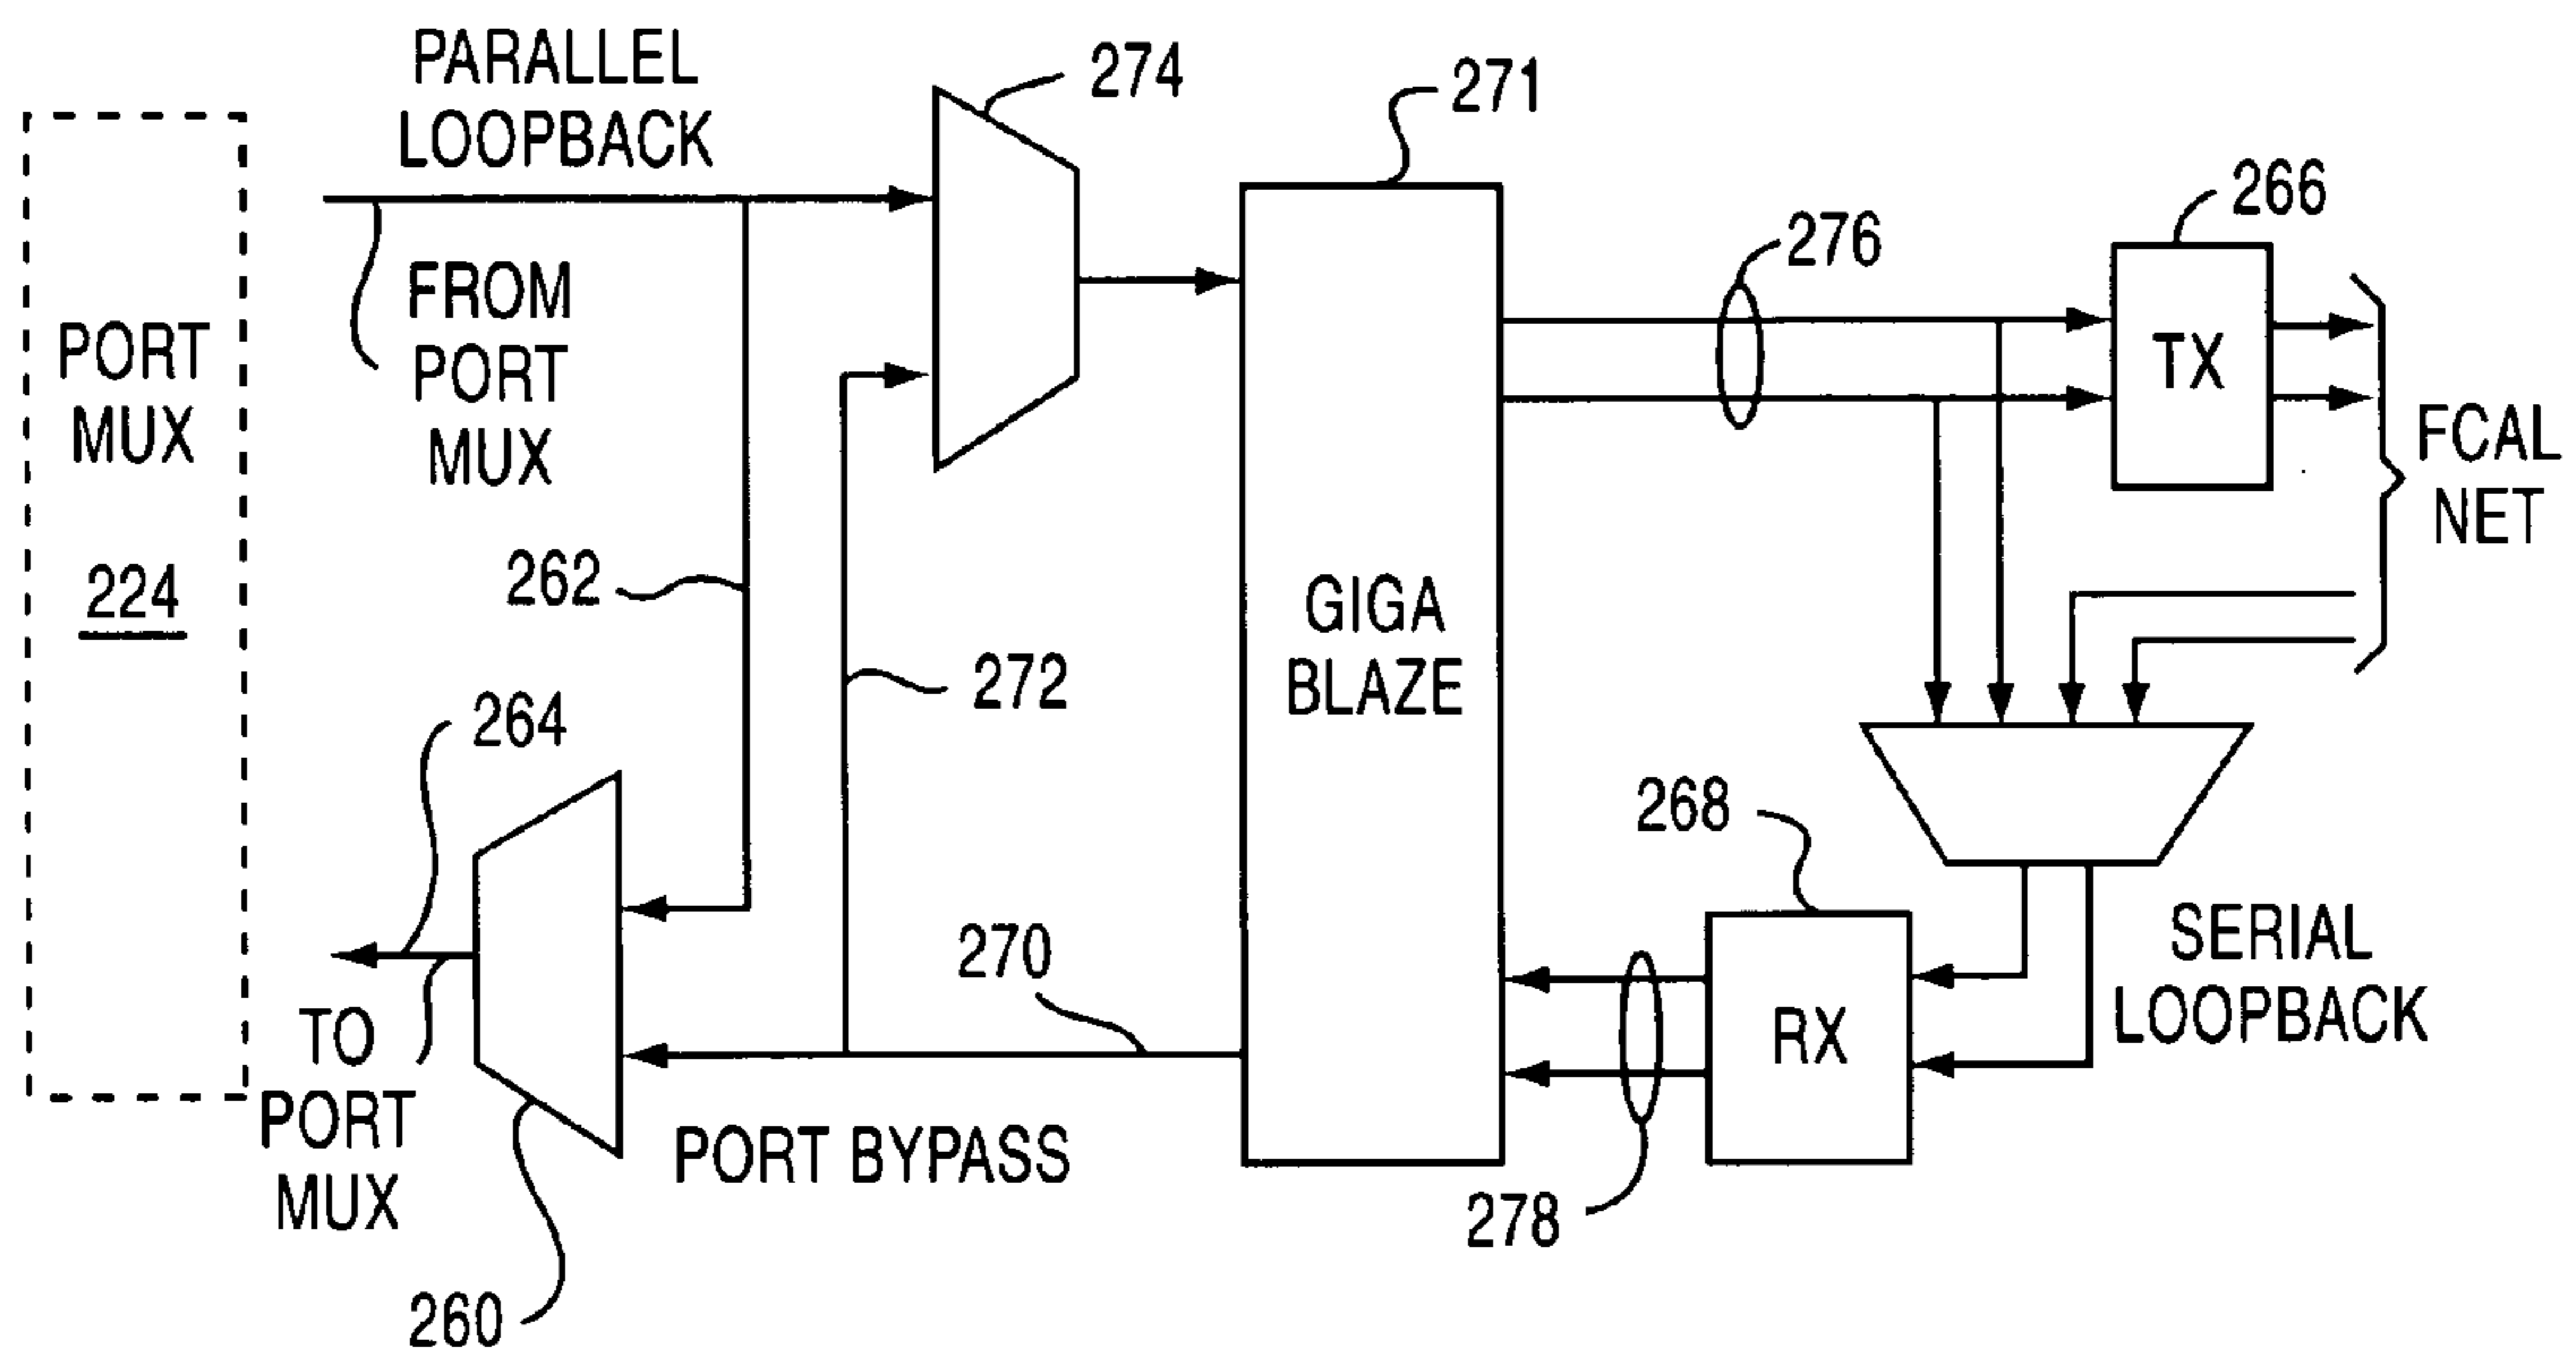 PARALLEL
LOOPBACK
274
271
266
276
PORT
MUX
224
FROM
PORT
MUX
TX
FCAL
NET
262
272
GIGA
BLAZE
264
268
270
RX
SERIAL
LOOPBACK
TO
PORT
MUX
PORT BYPASS
278
260